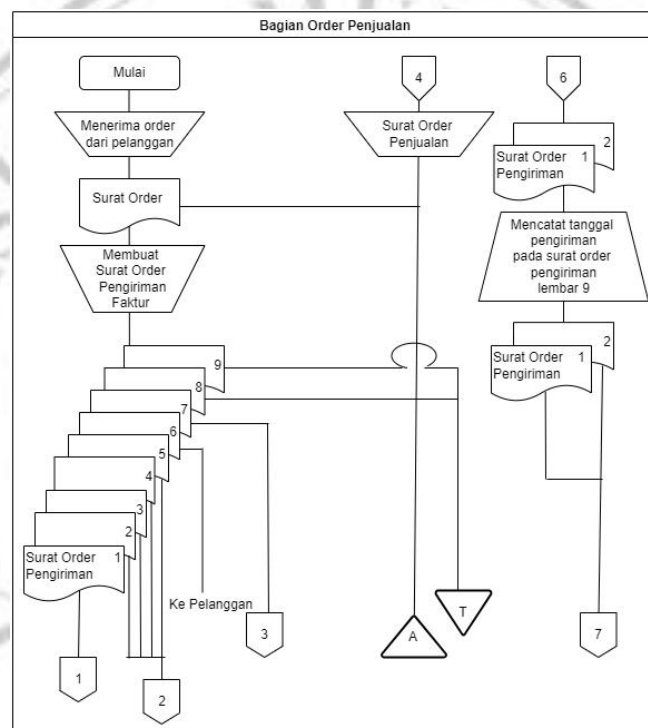 Bagian Order Penjualan
Mulai
Menerima order
dari pelanggan
Surat Order
Membuat
Surat Order
Pengiriman
Faktur
9
8
7
6
5
4
3
2
Surat Order 1
Pengiriman
Ke Pelanggan
1
2
3
4
Surat Order
Penjualan
A
T
6
2
Surat Order 1
Pengiriman
Mencatat tanggal
pengiriman
pada surat order
pengiriman
lembar 9
2
Surat Order 1
Pengiriman
7